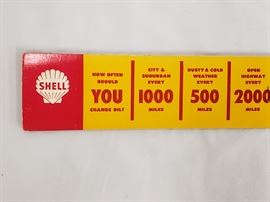 SHELL
HOW OFTEN
SHOULD
YOU
CHANGE OIL?
CITY &
SUBURBAN
EVERY
1000
MILES
DUSTY & COLD
WEATHER
EVERY
500
MILES
OPEN
HIGHWAY
EVERY
2000
MILES